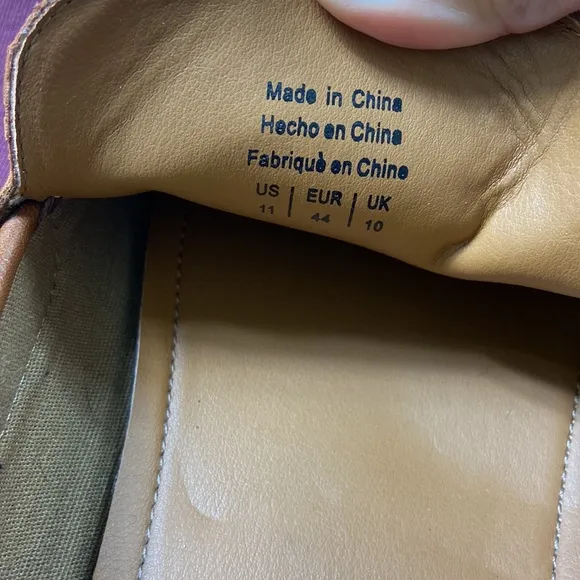 Made in China
Hecho en China
Fabriquè en Chine
US | EUR | UK
11 | 44 | 10